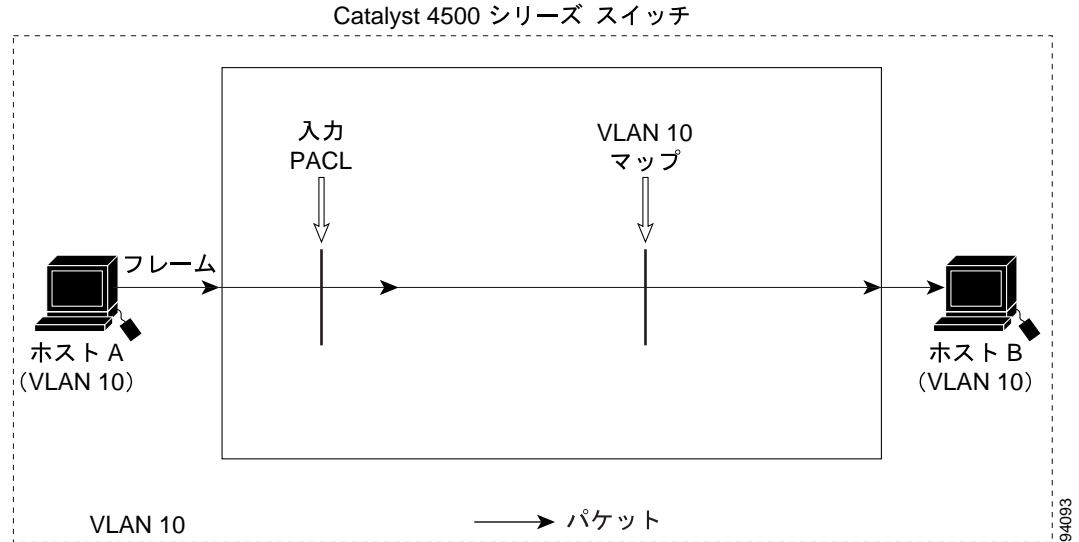 Catalyst 4500 シリーズ スイッチ
入力
PACL
VLAN 10
マップ
フレーム
ホスト A
（VLAN 10）
ホスト B
（VLAN 10）
VLAN 10
パケット
94093